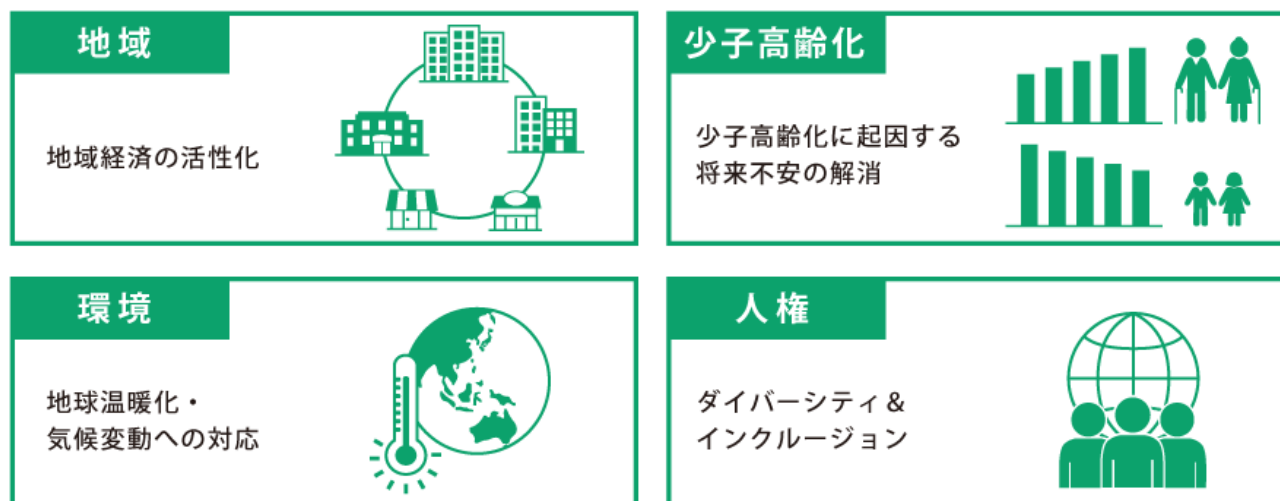 地域
地域経済の活性化
少子高齢化
少子高齢化に起因する
将来不安の解消
環境
地球温暖化・
気候変動への対応
人権
ダイバーシティ&
インクルージョン